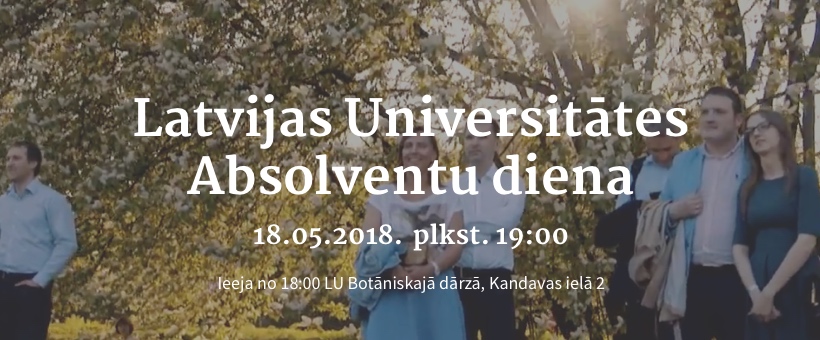 Latvijas Universitātes
Absolventu diena
18.05.2018. plkst. 19:00
Ieeja no 18:00 LU Botāniskajā dārzā, Kandavas ielā 2